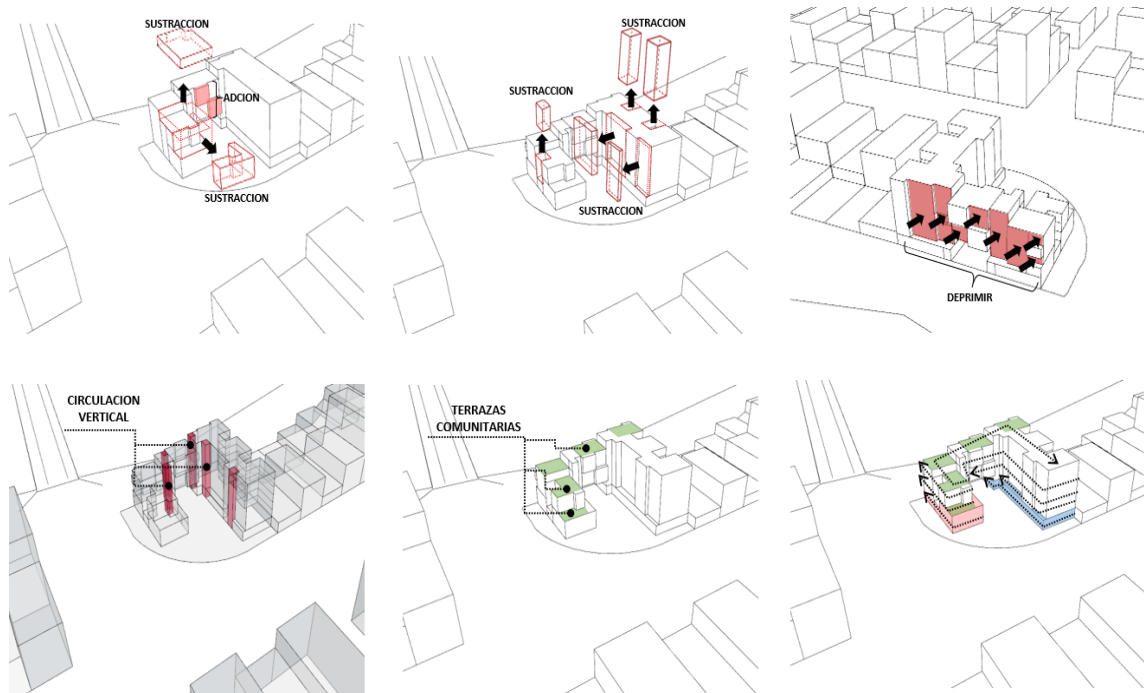 SUSTRACCION
ADCION
SUSTRACCION
SUSTRACCION
SUSTRACCION
SUSTRACCION
DEPRIMIR
CIRCULACION
VERTICAL
TERRAZAS
COMUNITARIAS